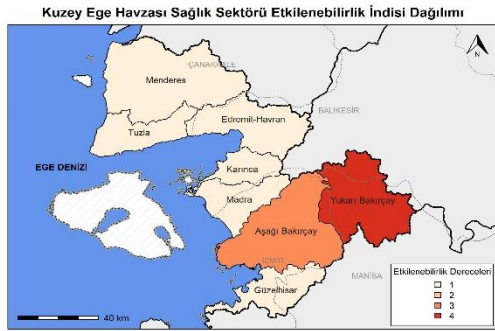 Kuzey Ege Havzası Sağlık Sektörü Etkilenebilirlik İndisi Dağılımı
N
ÇANAKKALE
Menderes
BALIKESİR
Edremit-Havran
Tuzla
EGE DENİZİ
Karınca
Madra
Yukarı Bakırçay
Aşağı Bakırçay
İZMİR
MANİSA
Güzelhisar
Etkilenebilirlik Dereceleri
1
2
3
4
40 km